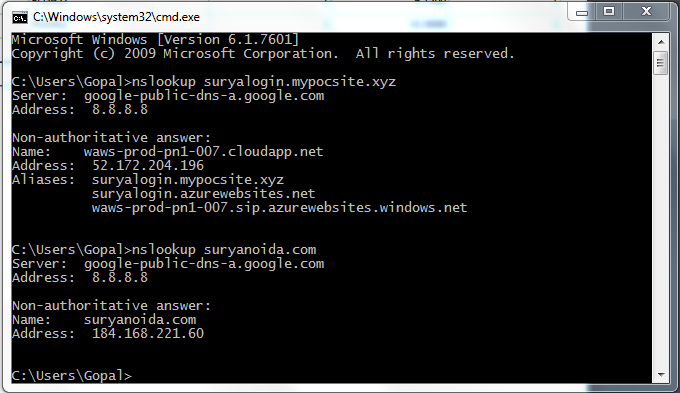 C:\Windows\system32\cmd.exe
Microsoft Windows [Version 6.1.7601]
Copyright (c) 2009 Microsoft Corporation.  All rights reserved.
C:\Users\Gopal>nslookup suryalogin.mypocsite.xyz
Server:  google-public-dns-a.google.com
Address:  8.8.8.8
Non-authoritative answer:
Name:    waws-prod-pn1-007.cloudapp.net
Address:  52.172.204.196
Aliases:  suryalogin.mypocsite.xyz
suryalogin.azurewebsites.net
waws-prod-pn1-007.sip.azurewebsites.windows.net
C:\Users\Gopal>nslookup suryanoida.com
Server:  google-public-dns-a.google.com
Address:  8.8.8.8
Non-authoritative answer:
Name:    suryanoida.com
Address:  184.168.221.60
C:\Users\Gopal>